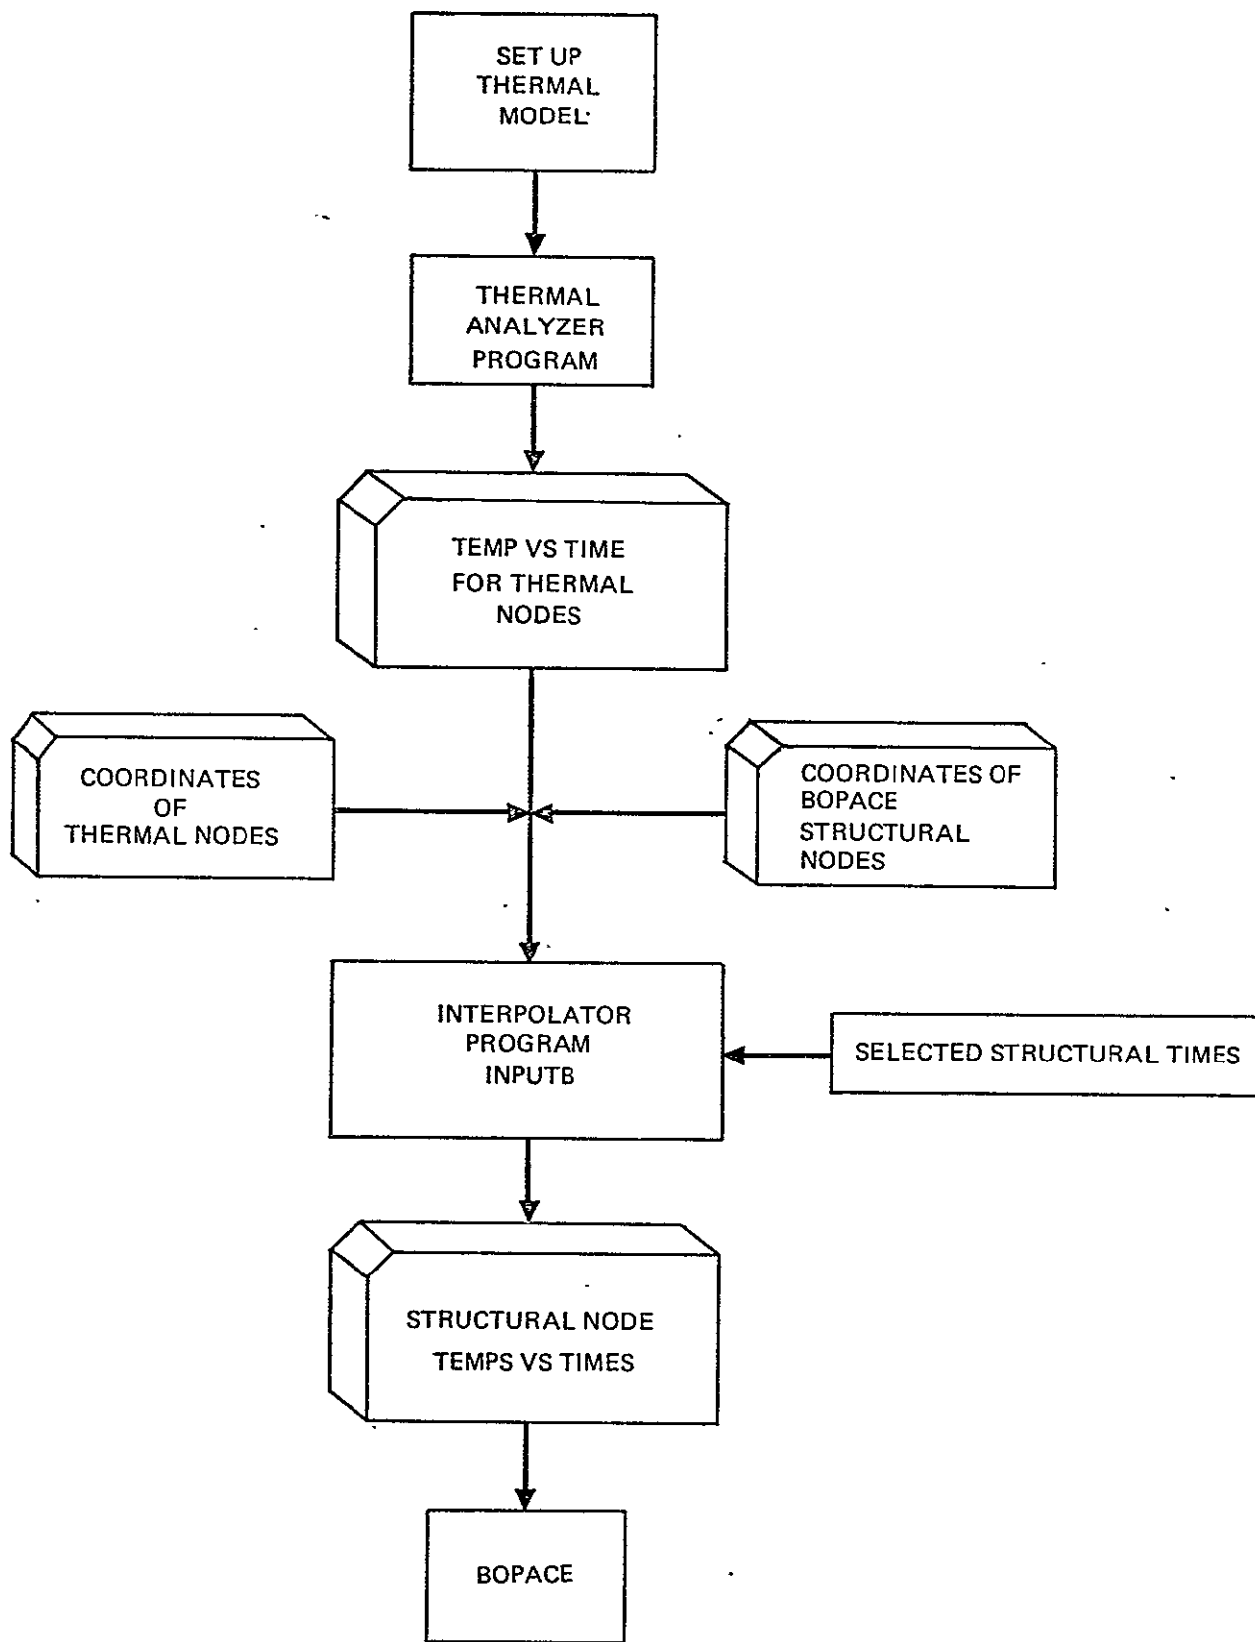 SET UP
THERMAL
MODEL
THERMAL
ANALYZER
PROGRAM
TEMP VS TIME
FOR THERMAL
NODES
COORDINATES
OF
THERMAL NODES
COORDINATES OF
BOPACE
STRUCTURAL
NODES
INTERPOLATOR
PROGRAM
INPUTB
SELECTED STRUCTURAL TIMES
STRUCTURAL NODE
TEMPS VS TIMES
BOPACE